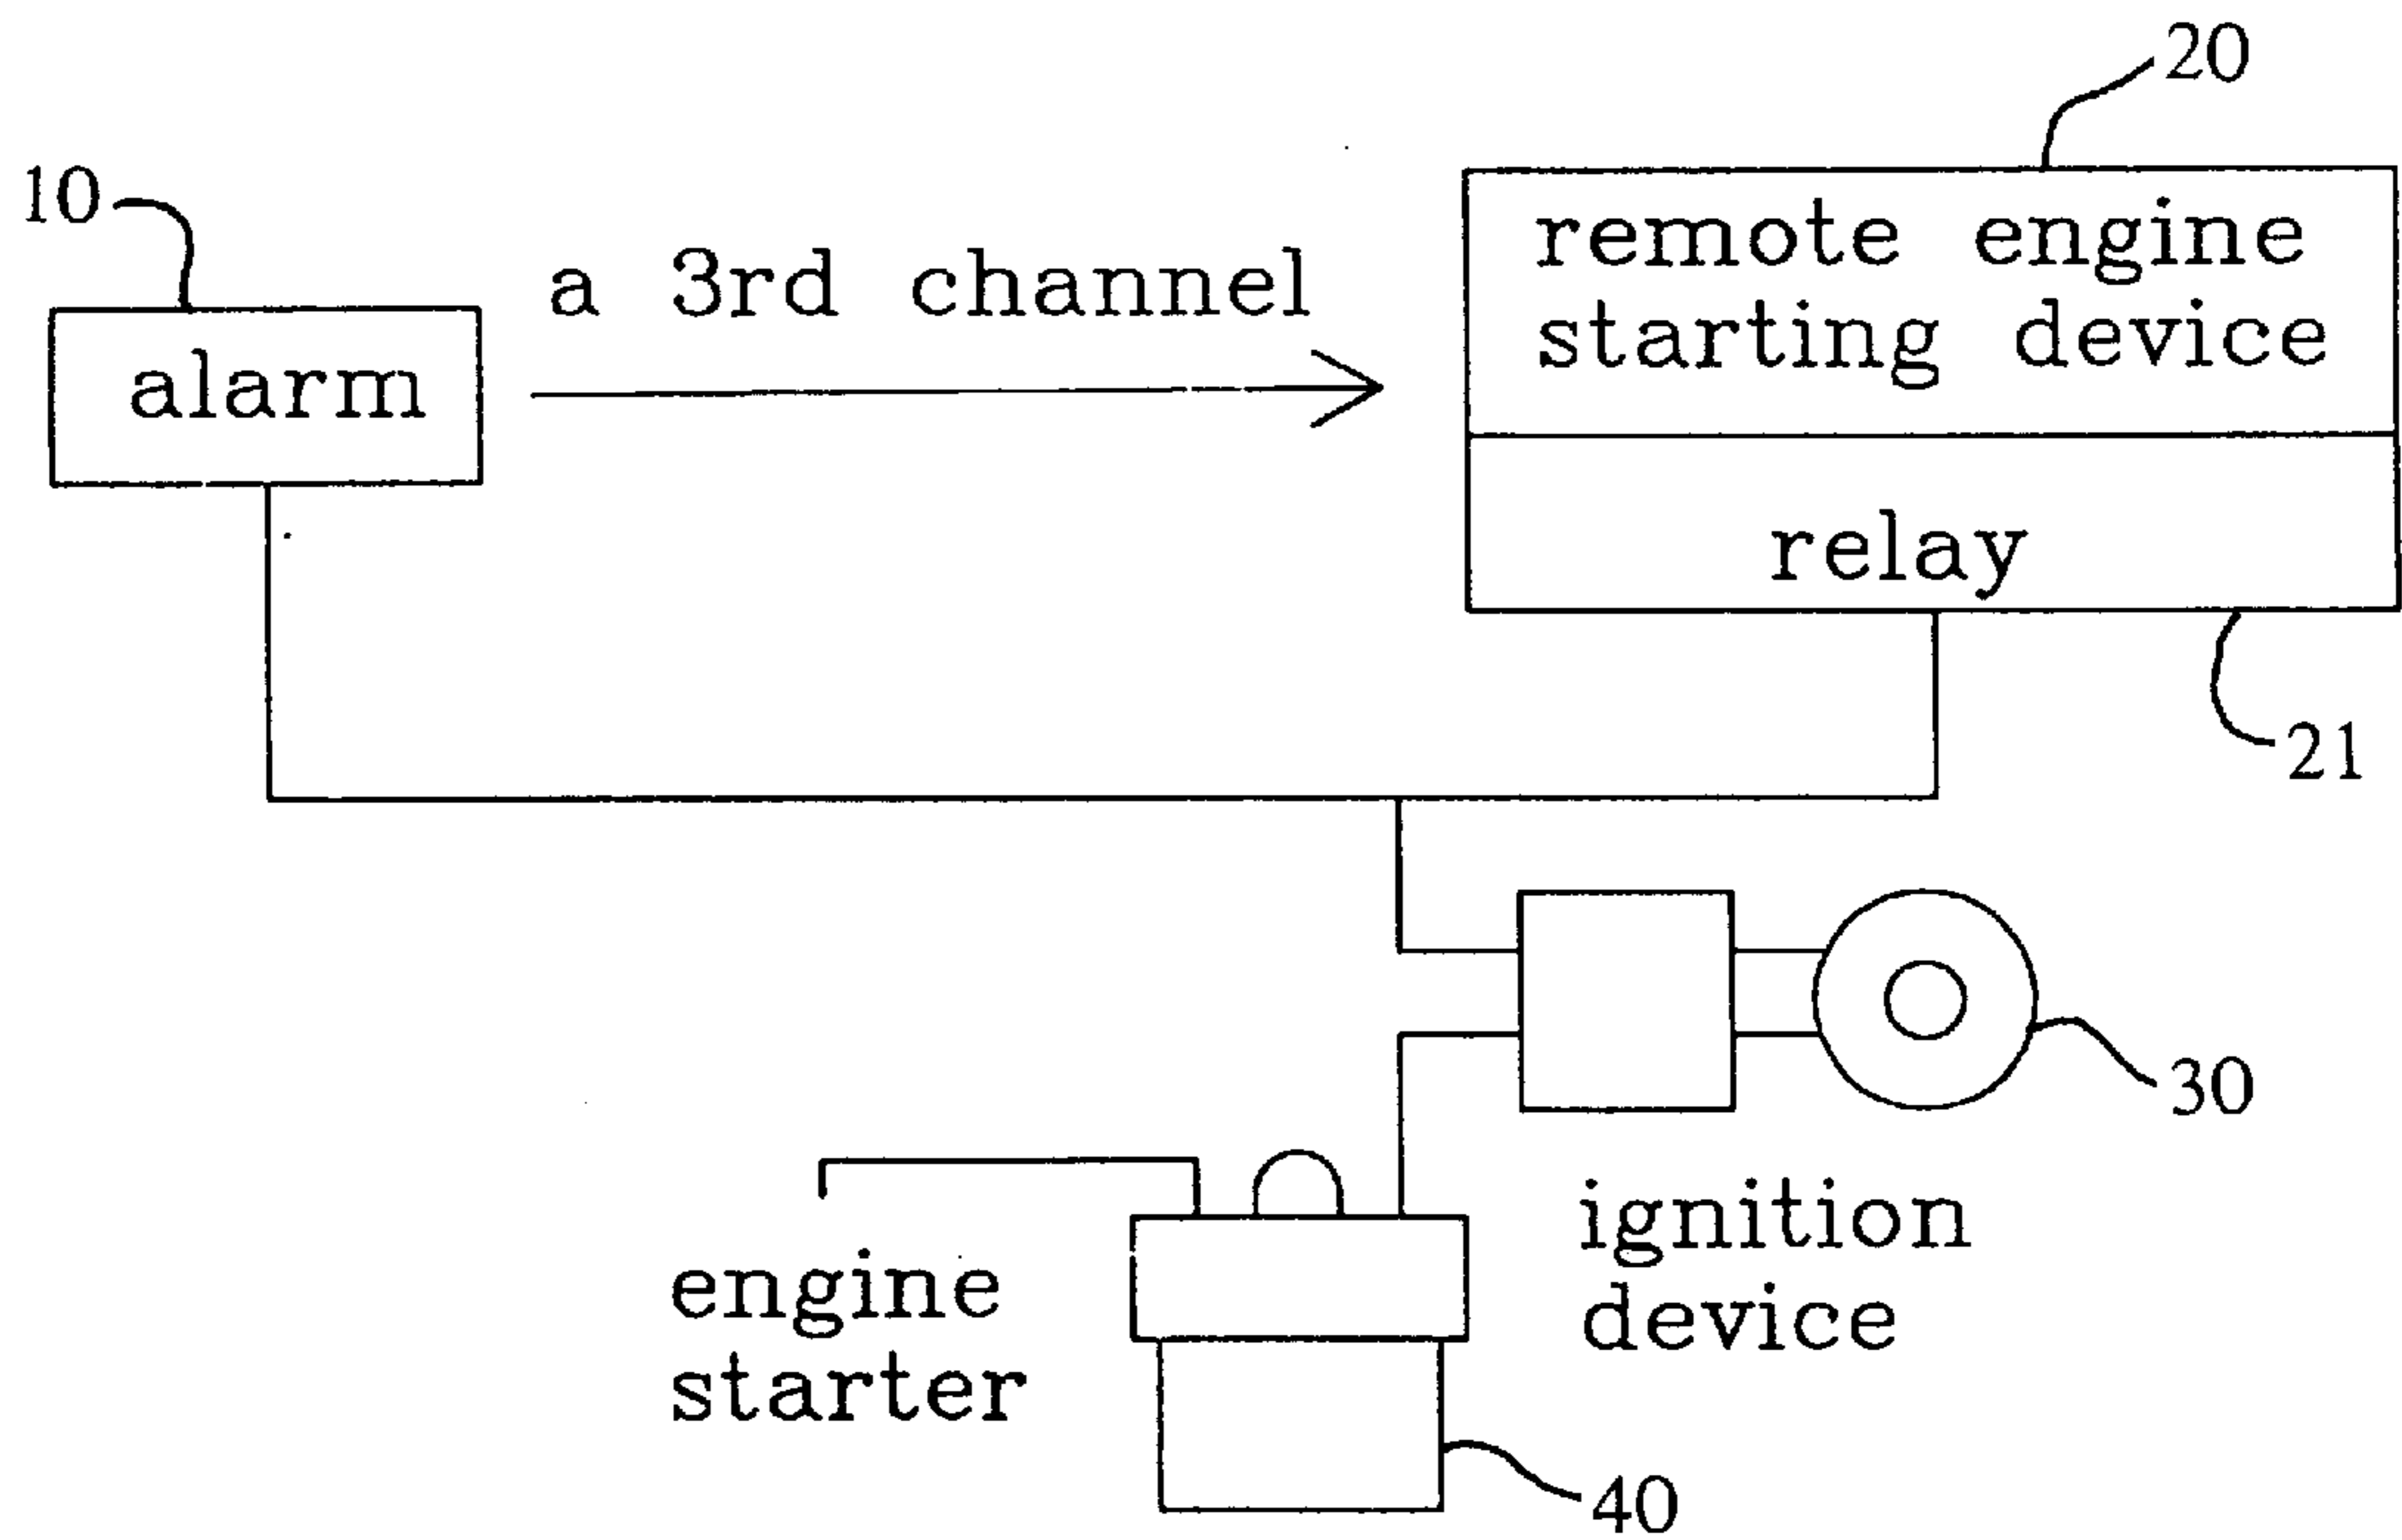 20
10
a 3rd channel
remote engine
starting device
alarm
relay
21
30
ignition
device
engine
starter
40